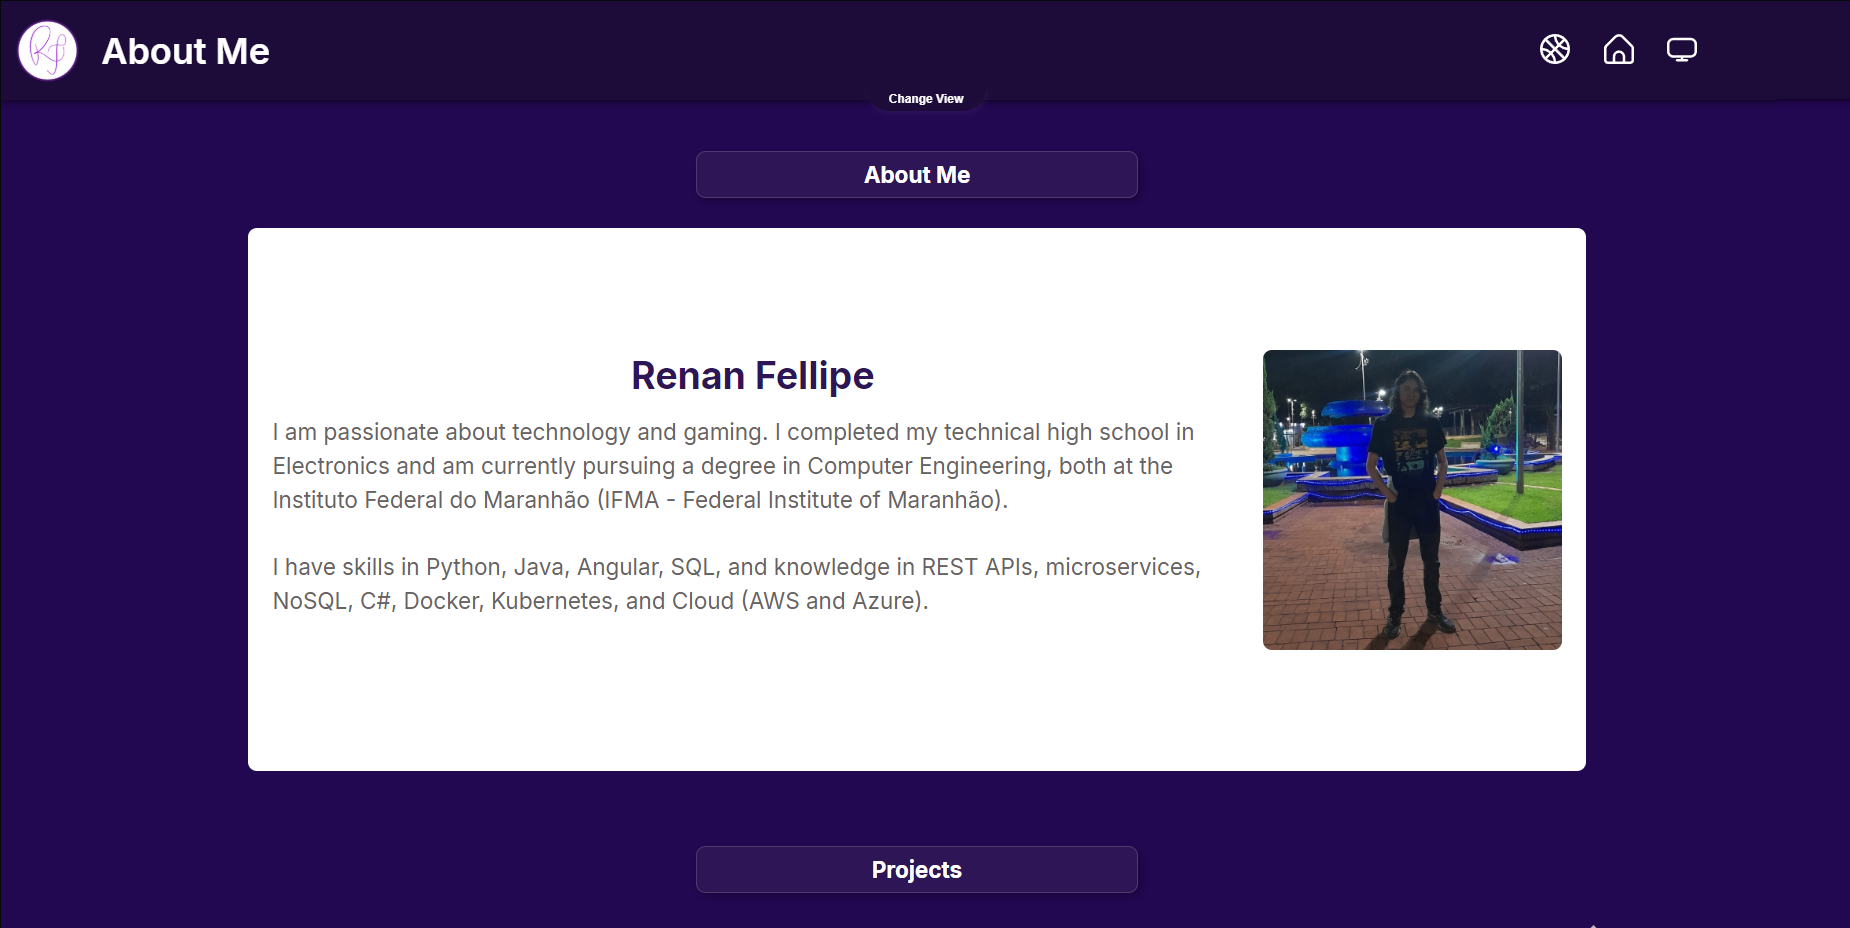 Rf
About Me
Change View
About Me
Renan Fellipe
I am passionate about technology and gaming. I completed my technical high school in
Electronics and am currently pursuing a degree in Computer Engineering, both at the
Instituto Federal do Maranhão (IFMA - Federal Institute of Maranhão).
I have skills in Python, Java, Angular, SQL, and knowledge in REST APIs, microservices,
NoSQL, C#, Docker, Kubernetes, and Cloud (AWS and Azure).
Projects